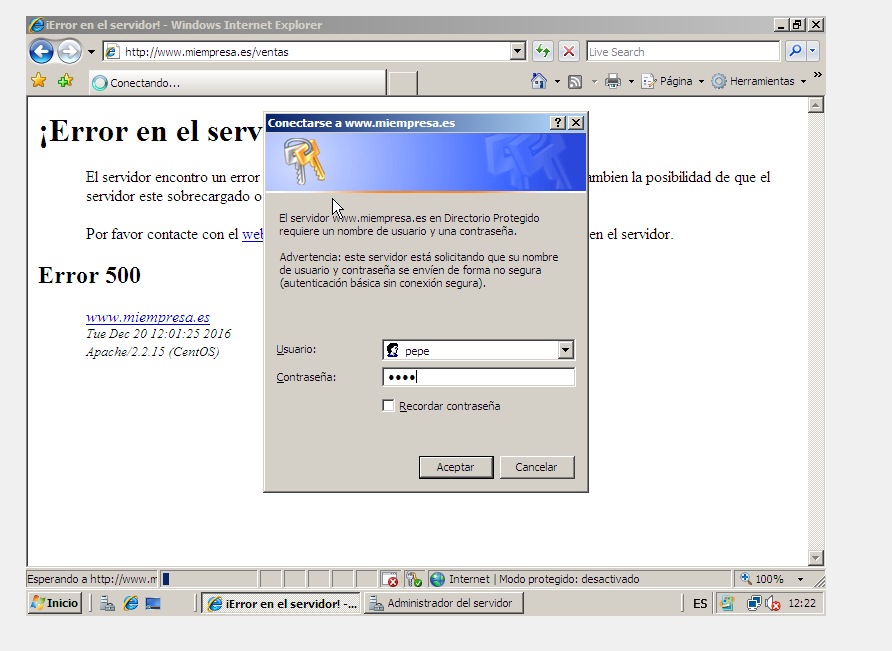 ¡Error en el servidor! - Windows Internet Explorer
http://www.miempresa.es/ventas
Live Search
Conectando...
Página
Herramientas
»
¡Error en el serv
El servidor encontro un error
ambien la posibilidad de que el
servidor este sobrecargado o
Por favor contacte con el
en el servidor.
Error 500
www.miempresa.es
Tue Dec 20 12:01:25 2016
Apache/2.2.15 (CentOS)
Conectarse a www.miempresa.es
El servidor www.miempresa.es en Directorio Protegido
requiere un nombre de usuario y una contraseña.
Advertencia: este servidor está solicitando que su nombre
de usuario y contraseña se envíen de forma no segura
(autenticación básica sin conexión segura).
Usuario:
pepe
Contraseña:
••••
Recordar contraseña
Aceptar
Cancelar
Esperando a http://www.m
Internet | Modo protegido: desactivado
100%
Inicio
¡Error en el servidor! -...
Administrador del servidor
ES
12:22